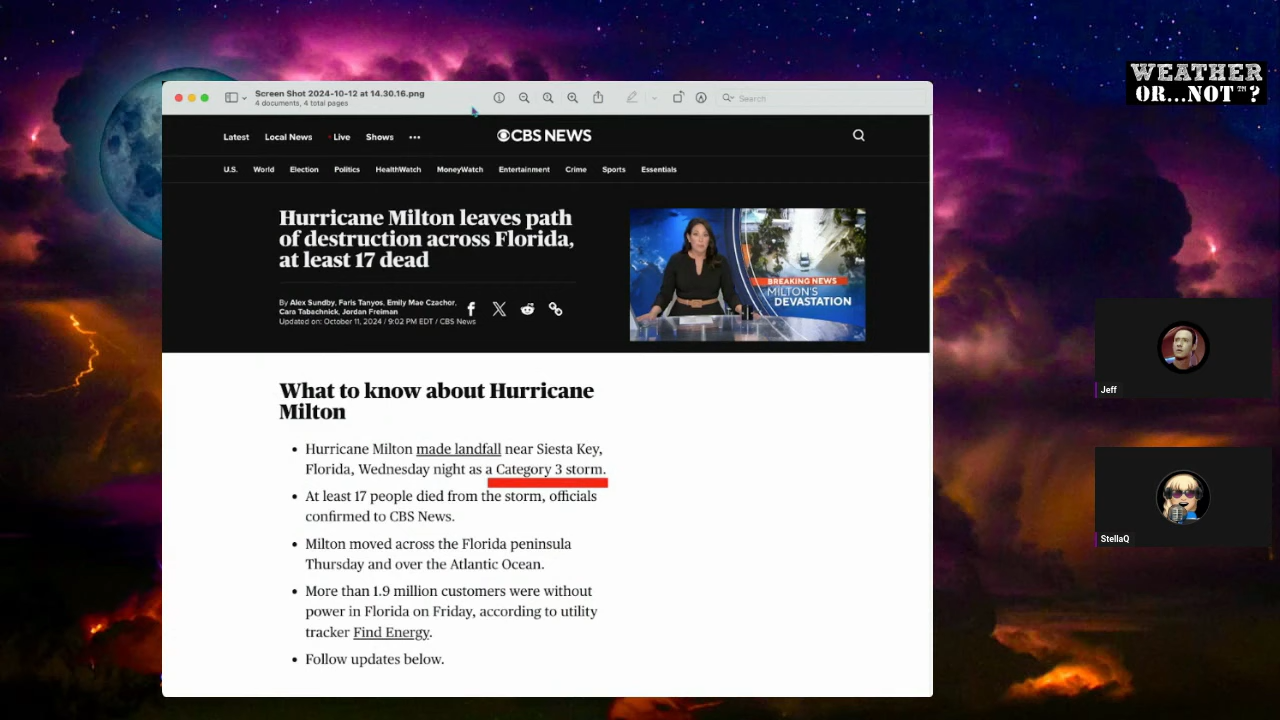 WEATHER
OR...NOT™?
Screen Shot 2024-10-12 at 14.30.16.png
4 documents, 4 total pages
Search
Latest Local News Live Shows •••
CBS NEWS
U.S. World Election Politics HealthWatch MoneyWatch Entertainment Crime Sports Essentials
Hurricane Milton leaves path
of destruction across Florida,
at least 17 dead
By Alex Sundby, Faris Tanyos, Emily Mae Czachor,
Cara Tabachnick, Jordan Freiman
Updated on: October 11, 2024 / 9:02 PM EDT / CBS News
BREAKING NEWS
MILTON'S
DEVASTATION
What to know about Hurricane
Milton
• Hurricane Milton made landfall near Siesta Key,
Florida, Wednesday night as a Category 3 storm.
• At least 17 people died from the storm, officials
confirmed to CBS News.
• Milton moved across the Florida peninsula
Thursday and over the Atlantic Ocean.
• More than 1.9 million customers were without
power in Florida on Friday, according to utility
tracker Find Energy.
• Follow updates below.
Jeff
StellaQ